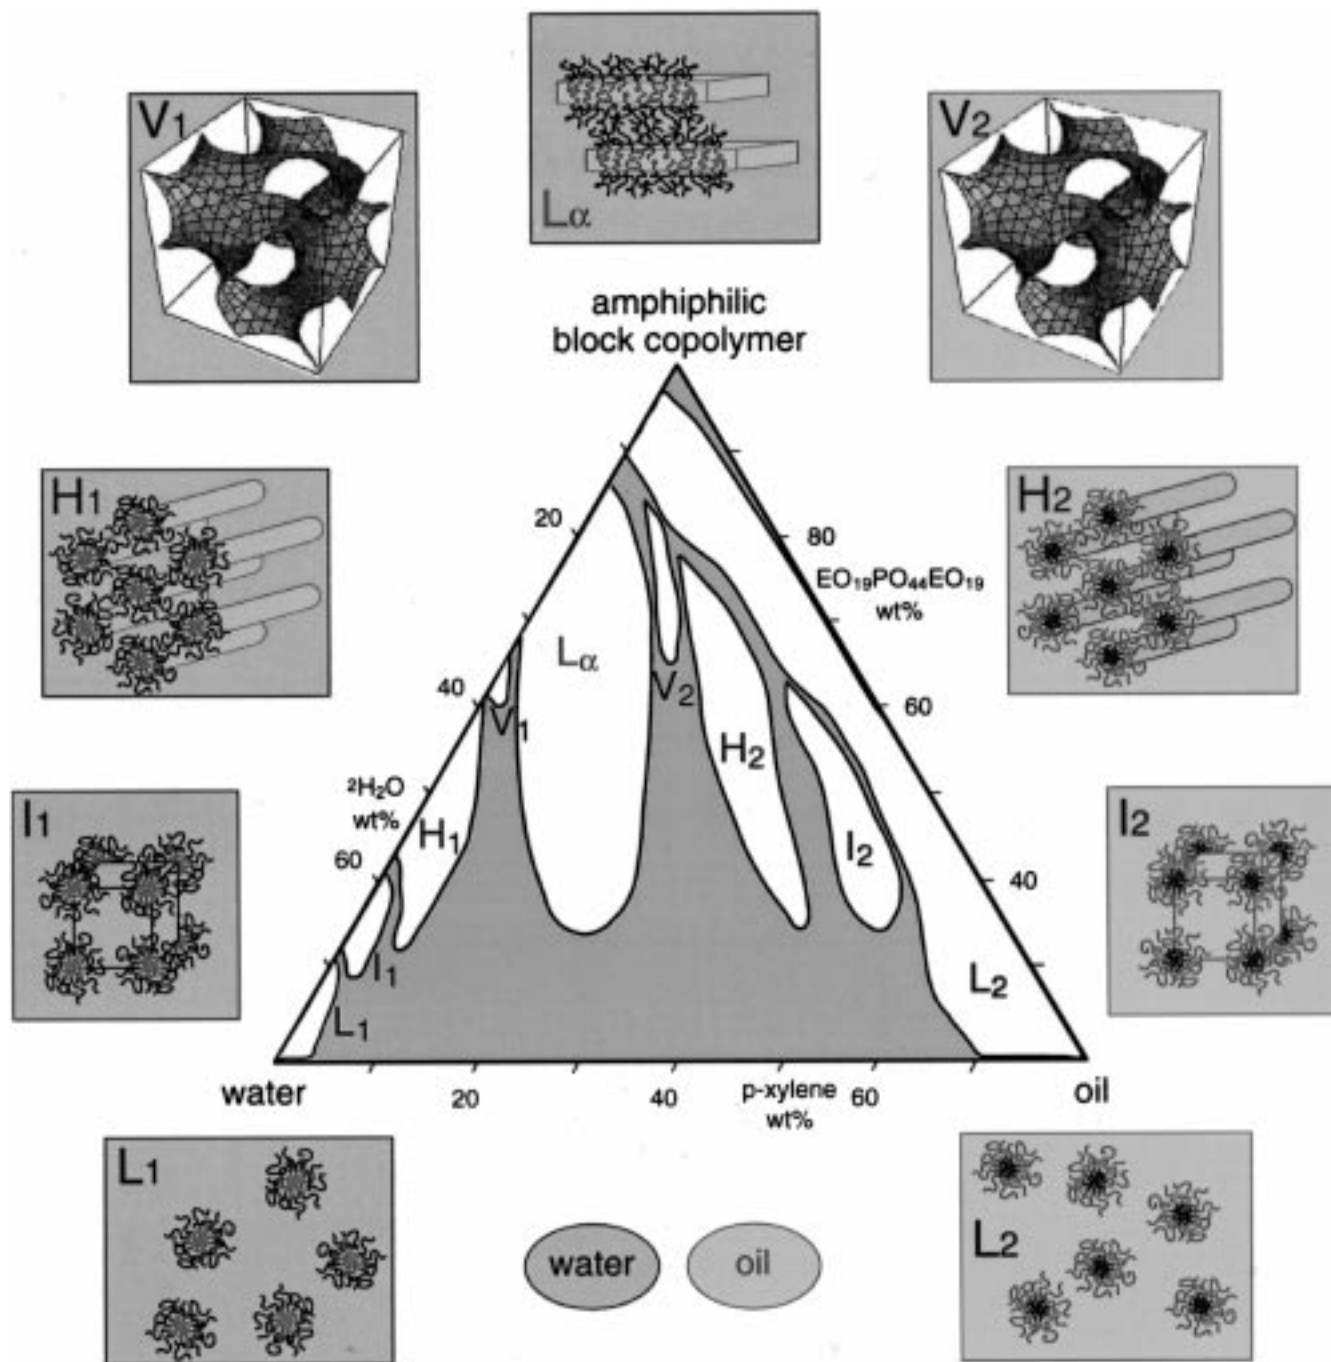 Lα
V1
V2
amphiphilic
block copolymer
H1
H2
20
80
EO19PO44EO19
wt%
Lα
40
V1
V2
60
H2
²H2O
wt%
H1
I1
I2
60
I2
40
I1
L1
L2
water
20
40
p-xylene
wt%
60
oil
L1
L2
water
oil